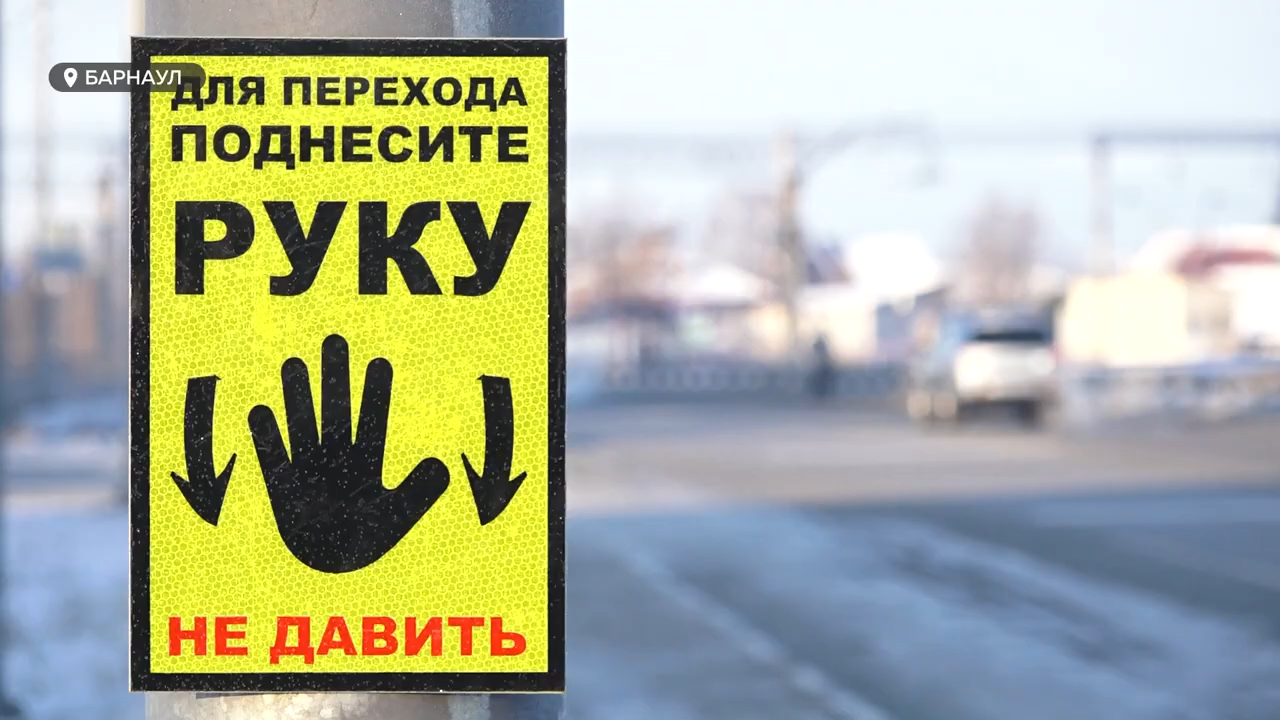 БАРНАУЛ
ДЛЯ ПЕРЕХОДА
ПОДНЕСИТЕ
РУКУ
НЕ ДАВИТЬ